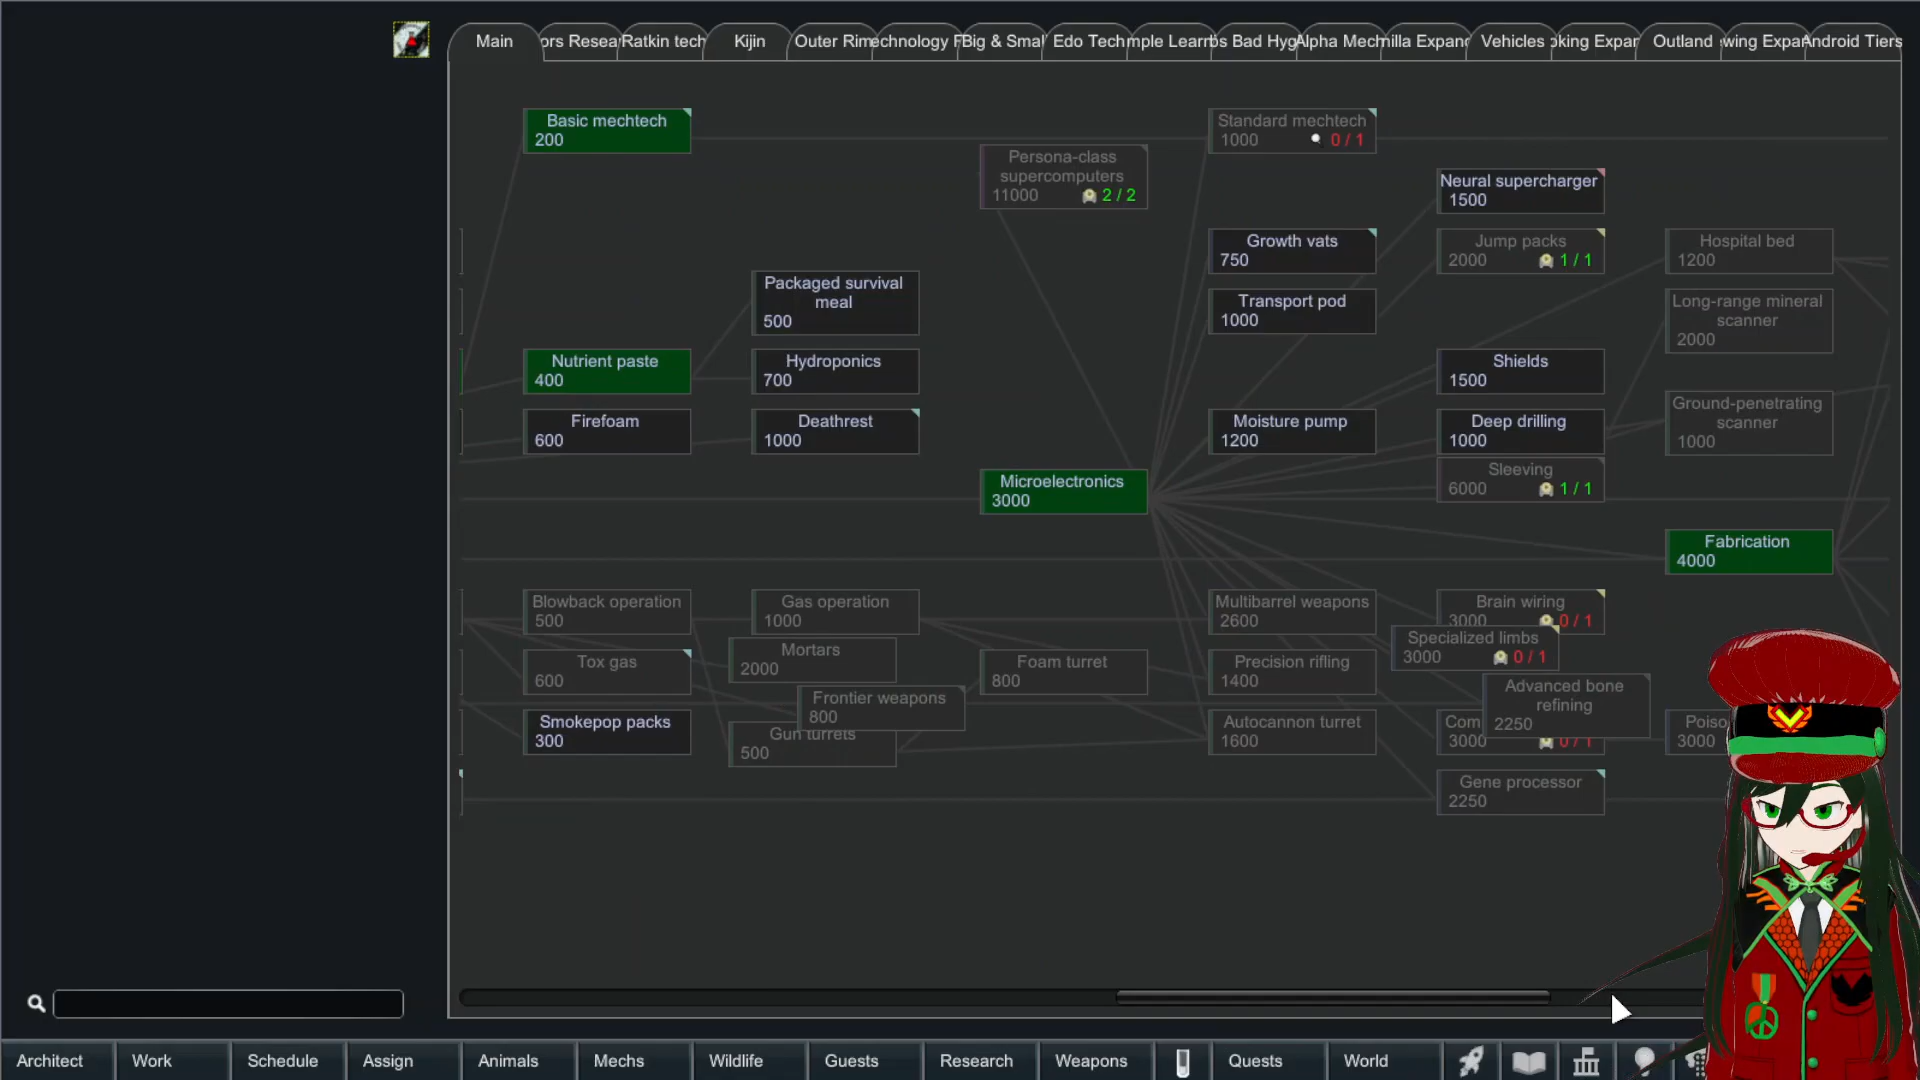 Main
ors Resea
Ratkin tech
Kijin
Outer Rim
echnology F
Big & Smal
Edo Tech
mple Learn
bs Bad Hyg
Alpha Mech
nilla Expand
Vehicles
oking Expan
Outland
wing Expan
Android Tiers
Basic mechtech
200
Standard mechtech
1000 0 / 1
Persona-class
supercomputers
11000 2 / 2
Neural supercharger
1500
Growth vats
750
Jump packs
2000 1 / 1
Hospital bed
1200
Packaged survival
meal
500
Transport pod
1000
Long-range mineral
scanner
2000
Nutrient paste
400
Hydroponics
700
Shields
1500
Firefoam
600
Deathrest
1000
Moisture pump
1200
Deep drilling
1000
Ground-penetrating
scanner
1000
Sleeving
6000 1 / 1
Microelectronics
3000
Fabrication
4000
Blowback operation
500
Gas operation
1000
Multibarrel weapons
2600
Brain wiring
3000 0 / 1
Mortars
2000
Specialized limbs
3000 0 / 1
Tox gas
600
Foam turret
800
Precision rifling
1400
Frontier weapons
800
Advanced bone
refining
2250
Smokepop packs
300
Gun turrets
500
Autocannon turret
1600
Com
3000 0 / 1
Poiso
3000
Gene processor
2250
Architect
Work
Schedule
Assign
Animals
Mechs
Wildlife
Guests
Research
Weapons
Quests
World